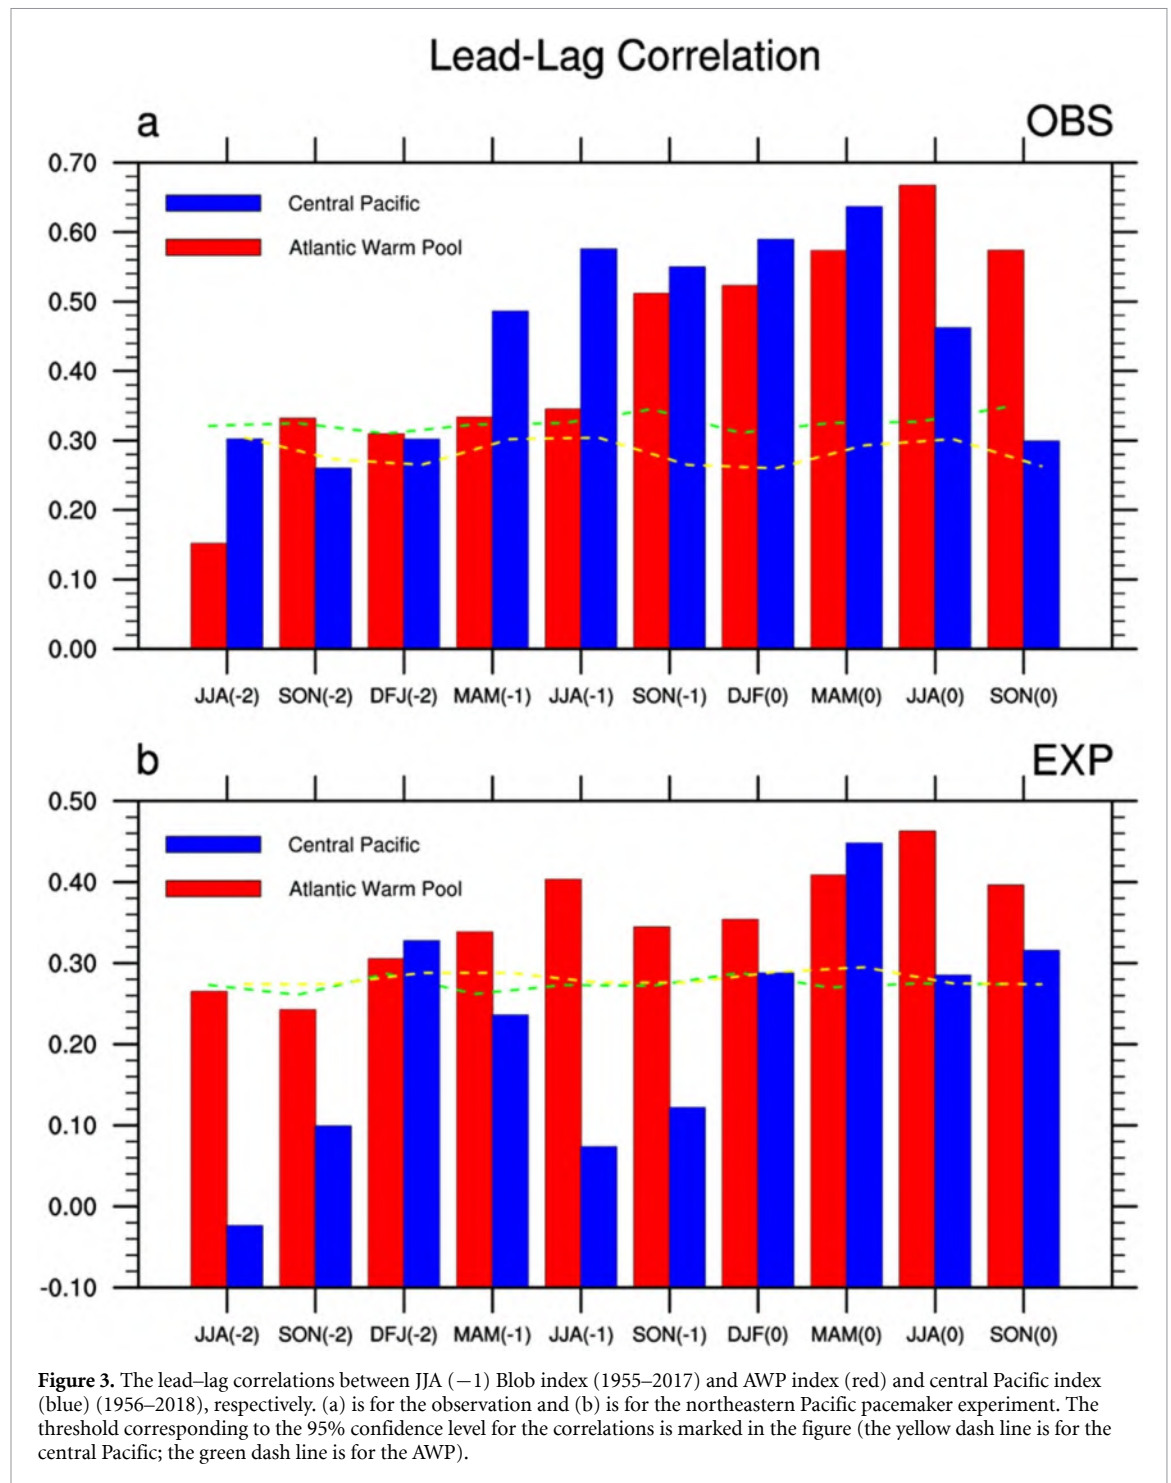 Lead-Lag Correlation
a
OBS
0.70
0.60
0.50
0.40
0.30
0.20
0.10
0.00
Central Pacific
Atlantic Warm Pool
JJA(-2) SON(-2) DFJ(-2) MAM(-1) JJA(-1) SON(-1) DJF(0) MAM(0) JJA(0) SON(0)
b
EXP
0.50
0.40
0.30
0.20
0.10
0.00
-0.10
Central Pacific
Atlantic Warm Pool
JJA(-2) SON(-2) DFJ(-2) MAM(-1) JJA(-1) SON(-1) DJF(0) MAM(0) JJA(0) SON(0)
Figure 3. The lead–lag correlations between JJA (−1) Blob index (1955–2017) and AWP index (red) and central Pacific index
(blue) (1956–2018), respectively. (a) is for the observation and (b) is for the northeastern Pacific pacemaker experiment. The
threshold corresponding to the 95% confidence level for the correlations is marked in the figure (the yellow dash line is for the
central Pacific; the green dash line is for the AWP).